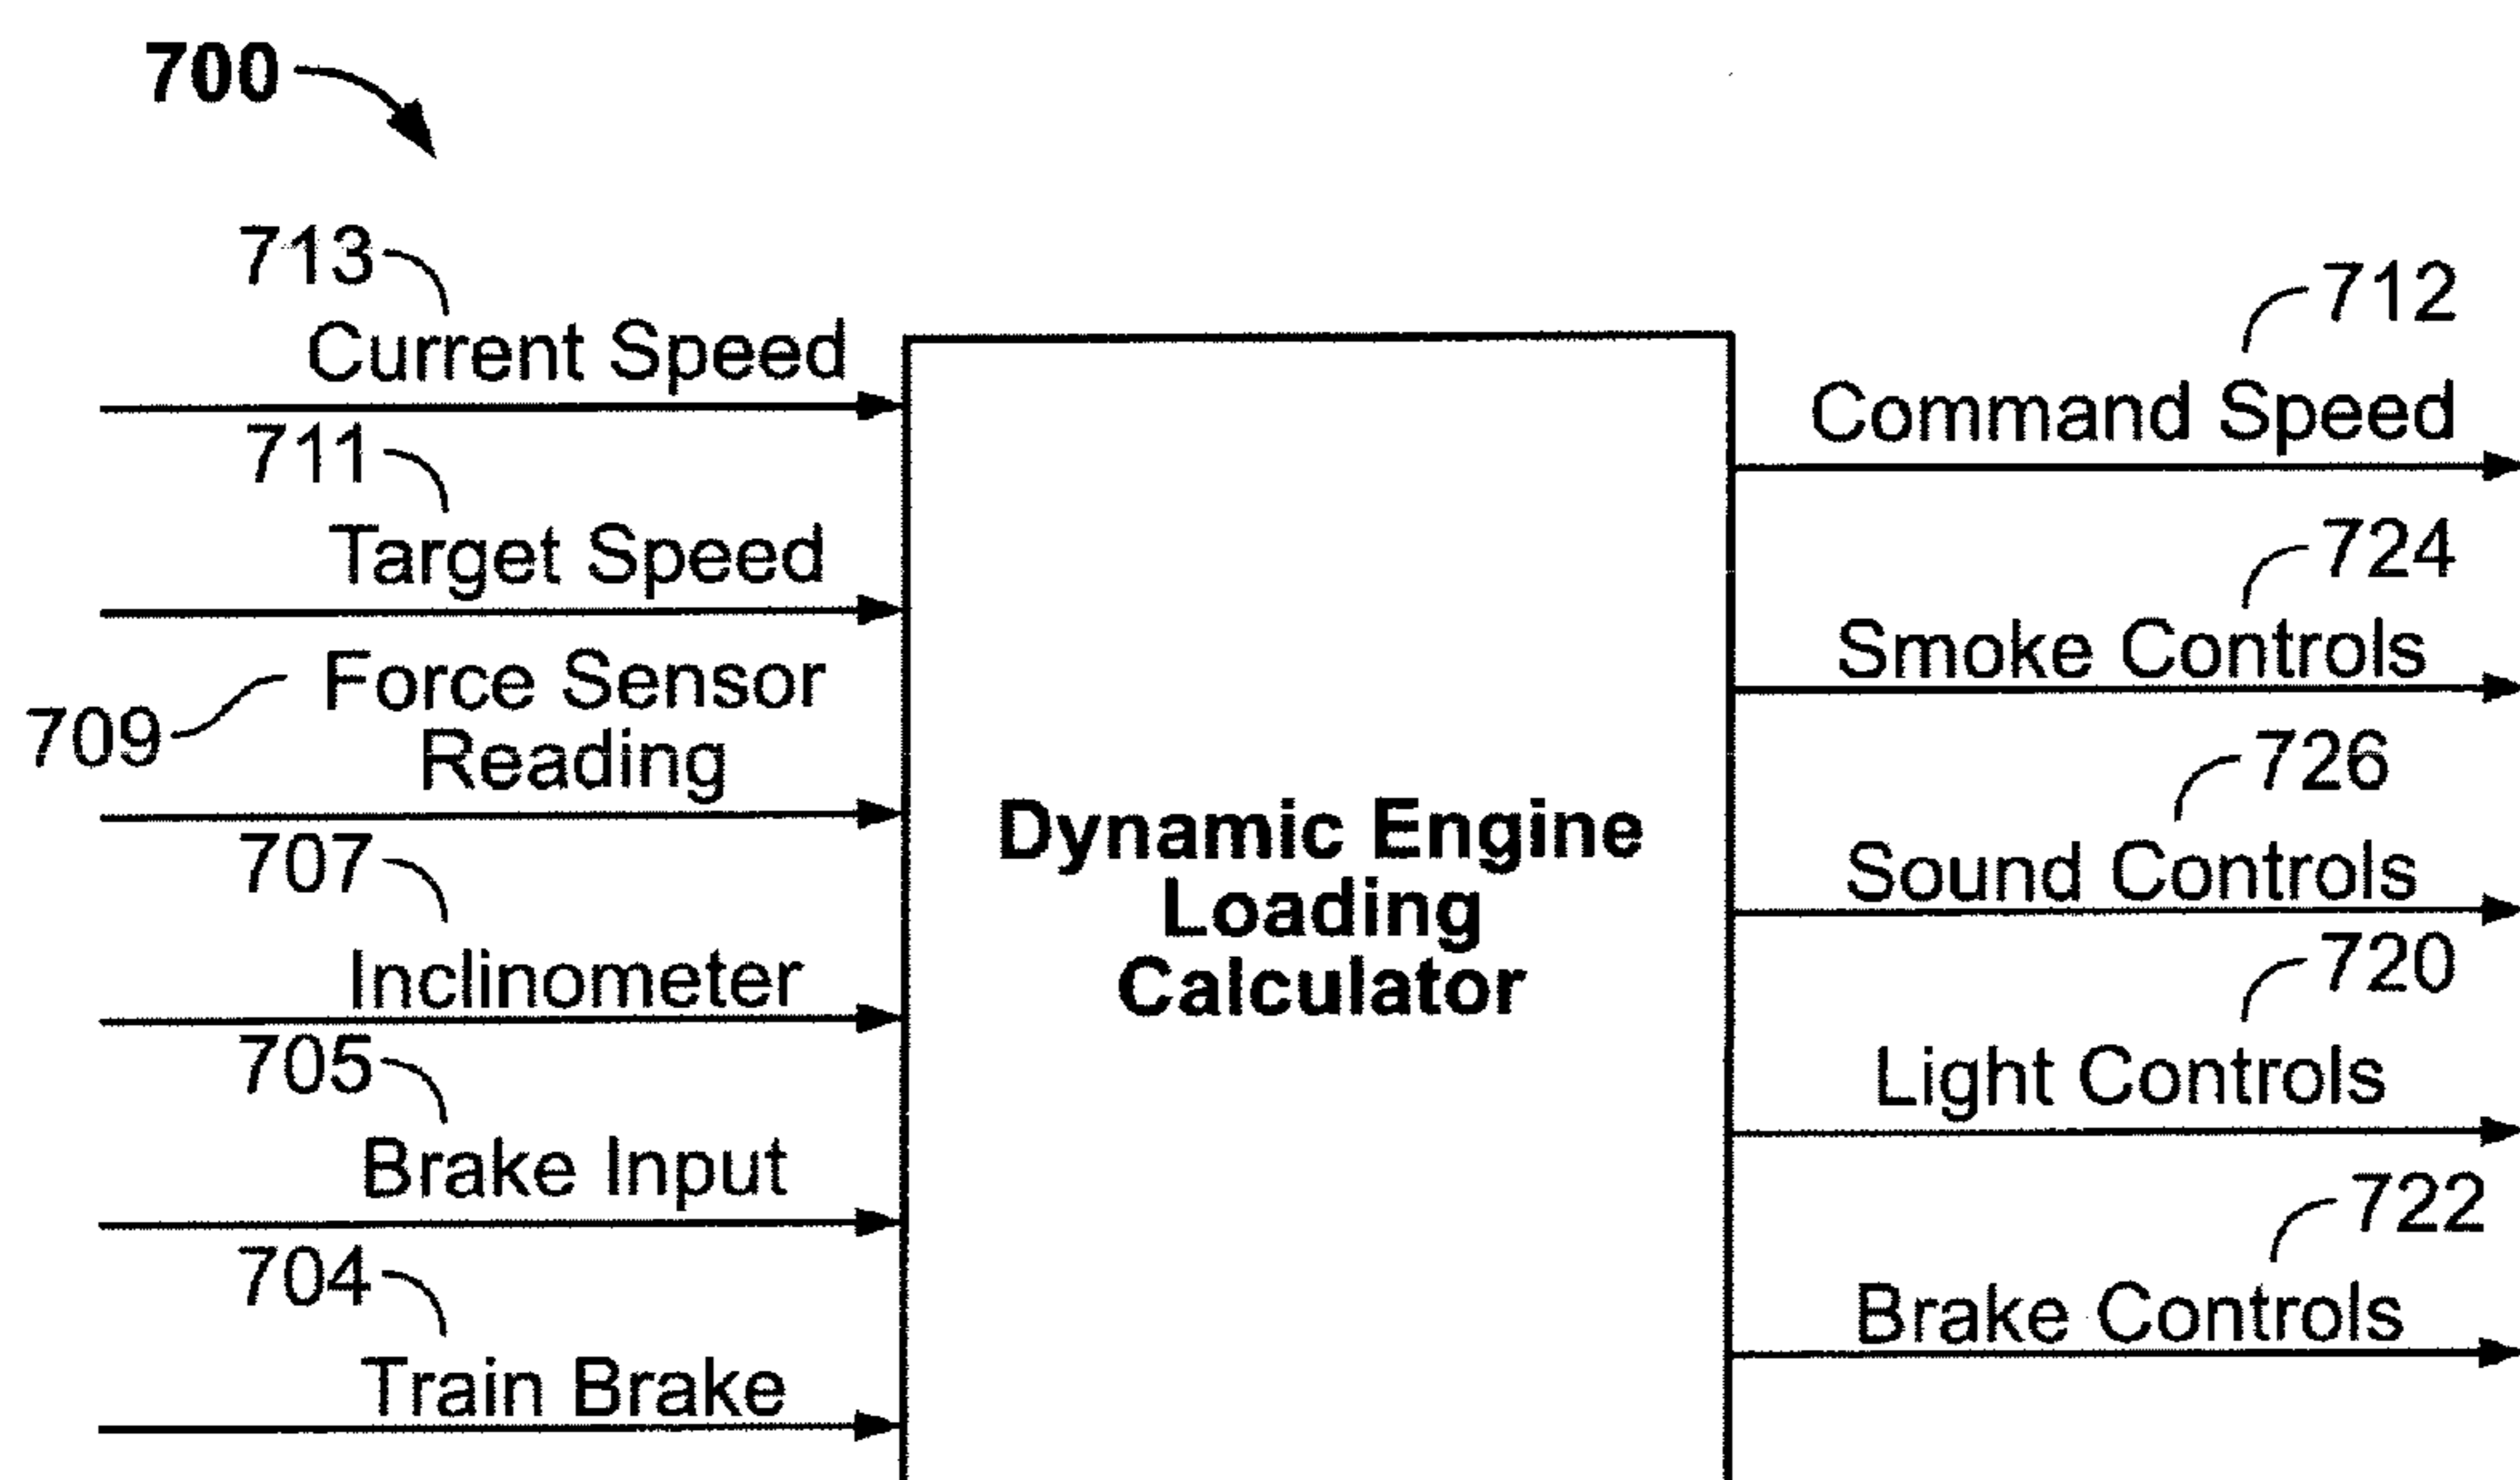 700
713
Current Speed
711
Target Speed
709
Force Sensor
Reading
707
Inclinometer
705
Brake Input
704
Train Brake
Dynamic Engine
Loading
Calculator
712
Command Speed
724
Smoke Controls
726
Sound Controls
720
Light Controls
722
Brake Controls